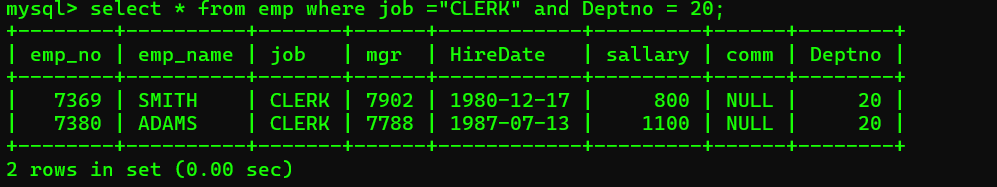 mysql> select * from emp where job ="CLERK" and Deptno = 20;
+--------+----------+-------+------+------------+---------+------+--------+
| emp_no | emp_name | job   | mgr  | HireDate   | sallary | comm | Deptno |
+--------+----------+-------+------+------------+---------+------+--------+
|   7369 | SMITH    | CLERK | 7902 | 1980-12-17 |     800 | NULL |     20 |
|   7380 | ADAMS    | CLERK | 7788 | 1987-07-13 |    1100 | NULL |     20 |
+--------+----------+-------+------+------------+---------+------+--------+
2 rows in set (0.00 sec)